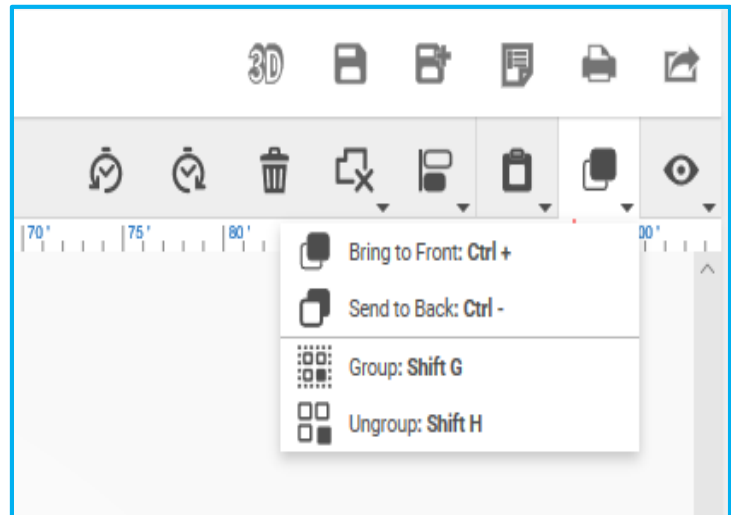 3D
70' 75' 80' 00'
Bring to Front: Ctrl +
Send to Back: Ctrl -
Group: Shift G
Ungroup: Shift H